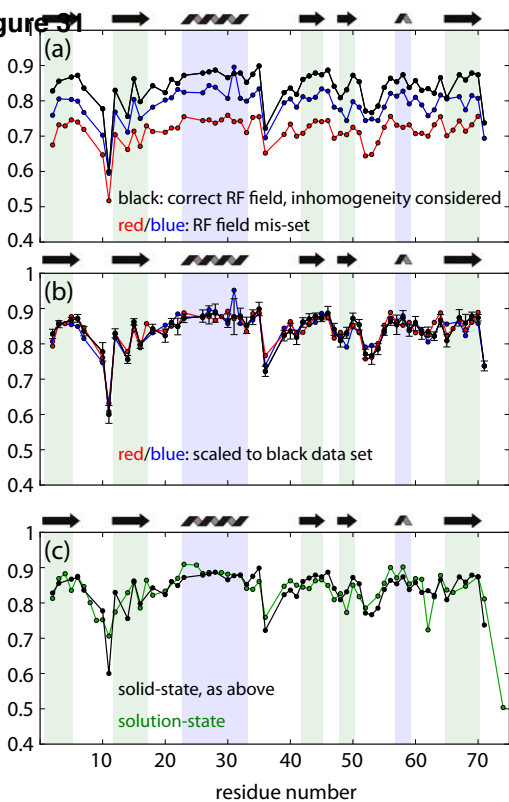 gure S1
(a)
0.9
0.8
0.7
0.6
0.5
0.4
black: correct RF field, inhomogeneity considered
red/blue: RF field mis-set
(b)
1
0.9
0.8
0.7
0.6
0.5
0.4
red/blue: scaled to black data set
(c)
1
0.9
0.8
0.7
0.6
0.5
0.4
solid-state, as above
solution-state
10 20 30 40 50 60 70
residue number